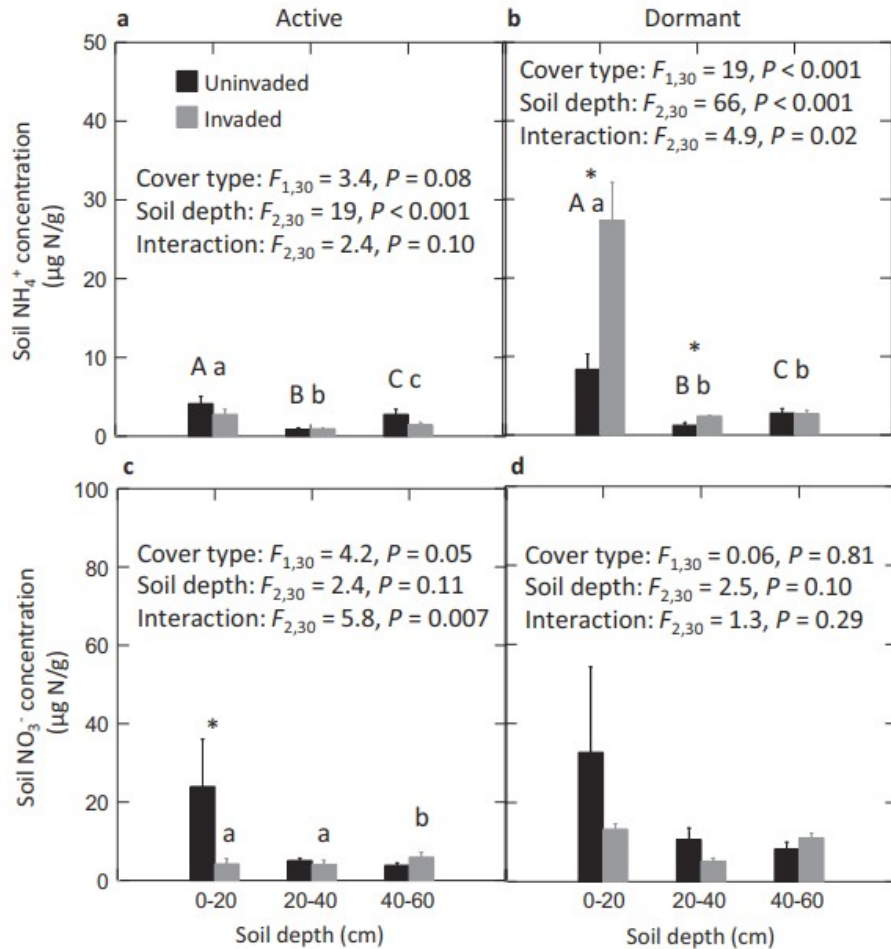 a Active
b Dormant
50
40
30
20
10
0
Soil NH₄⁺ concentration
(µg N/g)
Uninvaded
Invaded
Cover type: F₁,₃₀ = 3.4, P = 0.08
Soil depth: F₂,₃₀ = 19, P < 0.001
Interaction: F₂,₃₀ = 2.4, P = 0.10
A a
B b
C c
Cover type: F₁,₃₀ = 19, P < 0.001
Soil depth: F₂,₃₀ = 66, P < 0.001
Interaction: F₂,₃₀ = 4.9, P = 0.02
*
A a
*
B b
C b
c
d
100
80
60
40
20
0
Soil NO₃⁻ concentration
(µg N/g)
Cover type: F₁,₃₀ = 4.2, P = 0.05
Soil depth: F₂,₃₀ = 2.4, P = 0.11
Interaction: F₂,₃₀ = 5.8, P = 0.007
*
a
a
b
Cover type: F₁,₃₀ = 0.06, P = 0.81
Soil depth: F₂,₃₀ = 2.5, P = 0.10
Interaction: F₂,₃₀ = 1.3, P = 0.29
0-20 20-40 40-60
Soil depth (cm)
0-20 20-40 40-60
Soil depth (cm)